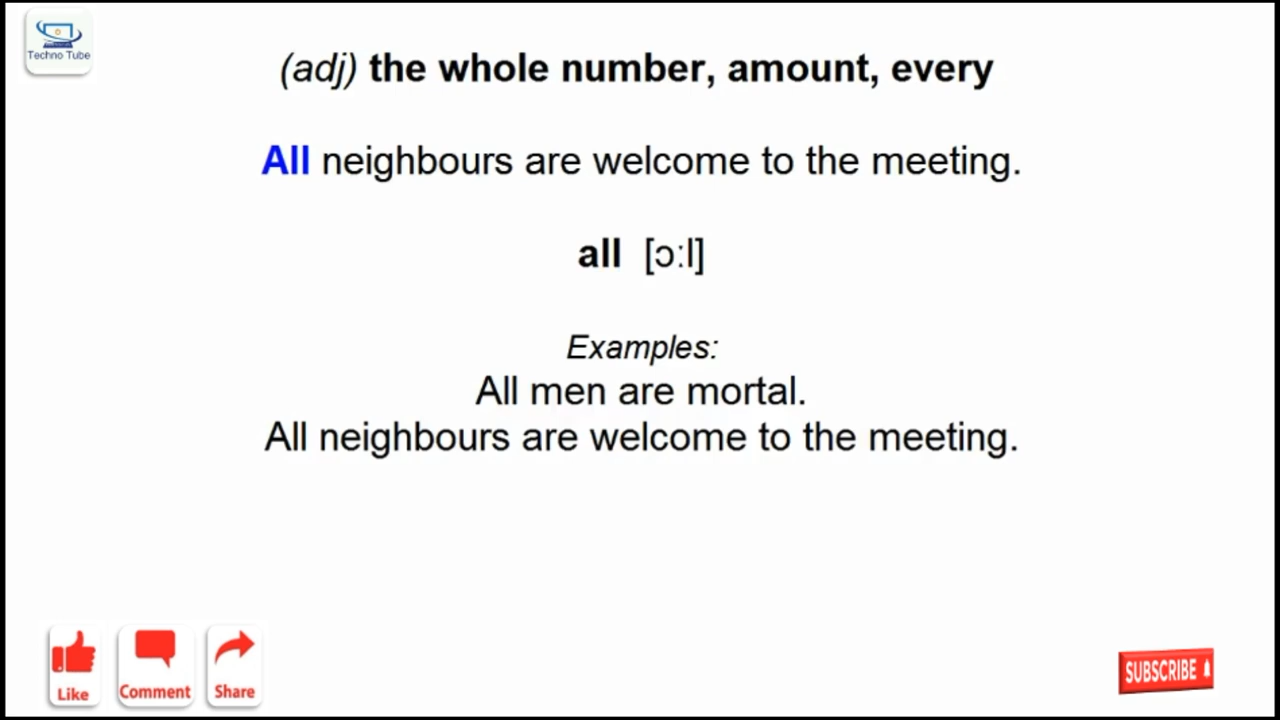 Techno Tube
(adj) the whole number, amount, every
All neighbours are welcome to the meeting.
all [ɔ:l]
Examples:
All men are mortal.
All neighbours are welcome to the meeting.
Like
Comment
Share
SUBSCRIBE